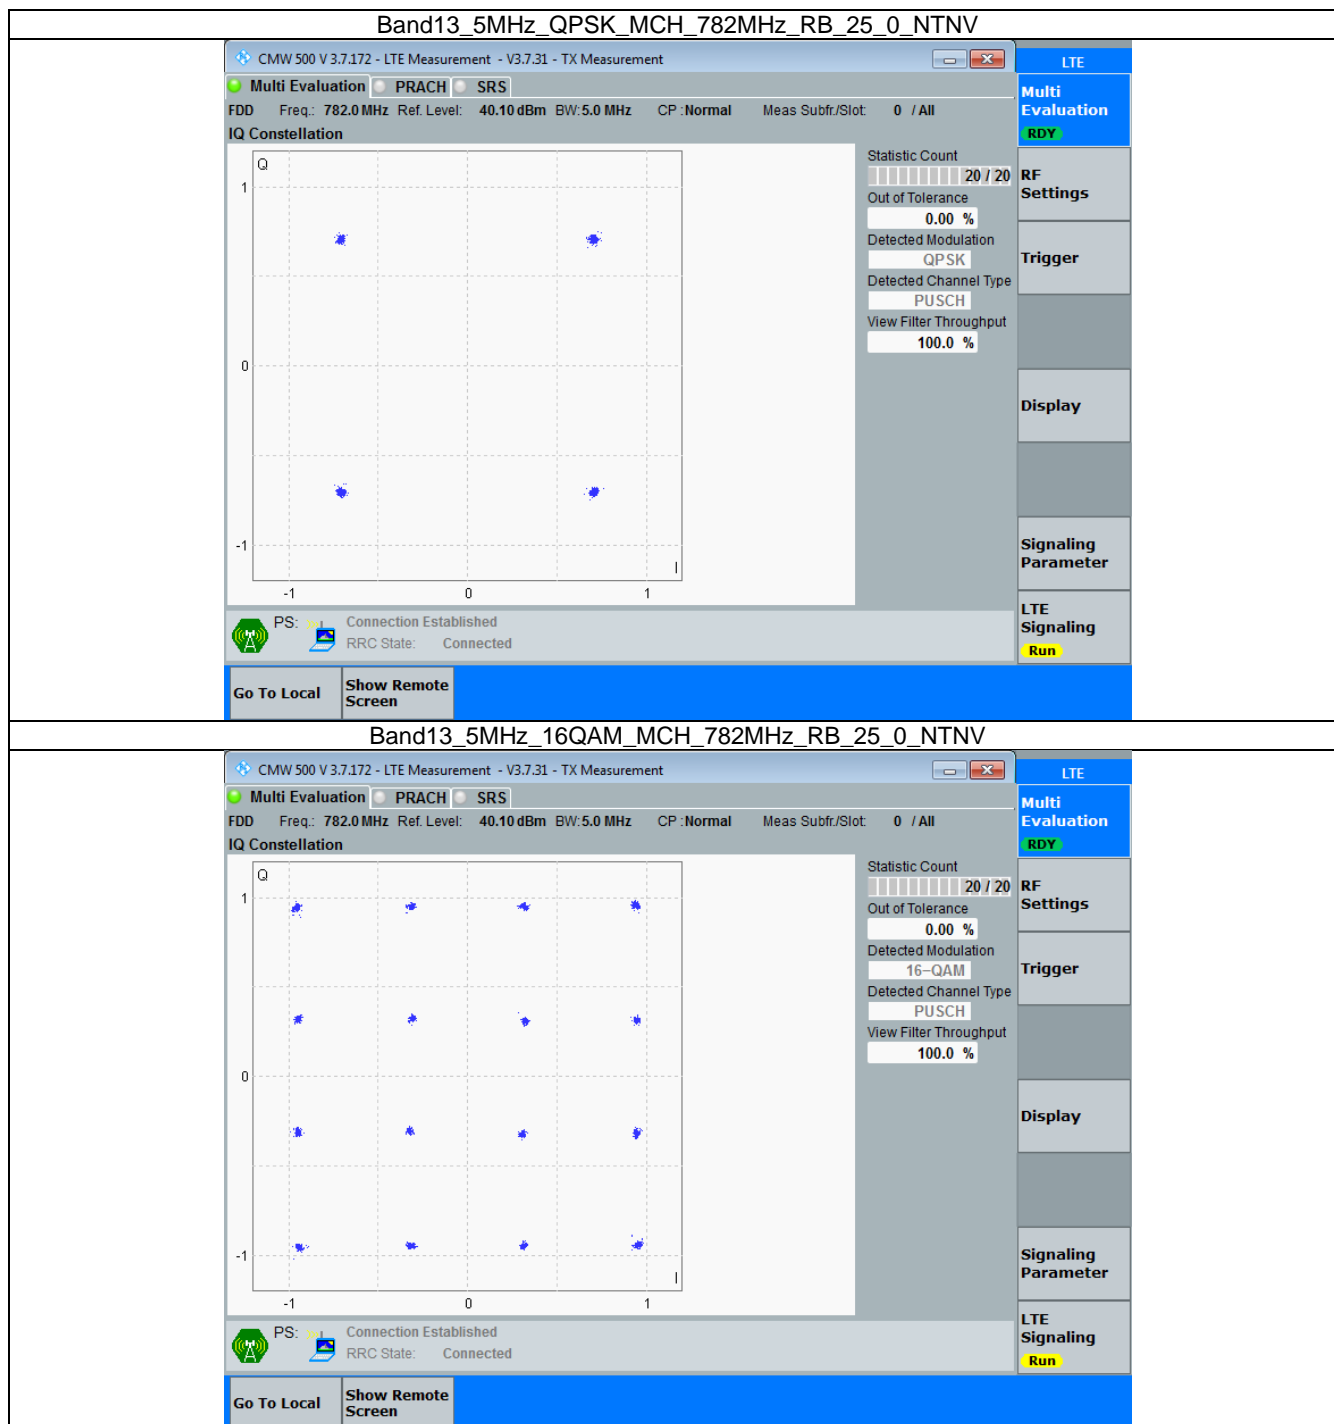 Band13_5MHz_QPSK_MCH_782MHz_RB_25_0_NTNV
CMW 500 V 3.7.172 - LTE Measurement - V3.7.31 - TX Measurement
LTE
Multi Evaluation PRACH SRS
Multi
Evaluation
RDY
FDD Freq.: 782.0 MHz Ref. Level: 40.10 dBm BW: 5.0 MHz CP : Normal Meas Subfr./Slot: 0 / All
IQ Constellation
Q
1
0
-1
I
-1 0 1
Statistic Count
20 / 20
Out of Tolerance
0.00 %
Detected Modulation
QPSK
Detected Channel Type
PUSCH
View Filter Throughput
100.0 %
RF
Settings
Trigger
Display
Signaling
Parameter
LTE
Signaling
Run
PS: Connection Established
RRC State: Connected
Go To Local
Show Remote
Screen
Band13_5MHz_16QAM_MCH_782MHz_RB_25_0_NTNV
CMW 500 V 3.7.172 - LTE Measurement - V3.7.31 - TX Measurement
LTE
Multi Evaluation PRACH SRS
Multi
Evaluation
RDY
FDD Freq.: 782.0 MHz Ref. Level: 40.10 dBm BW: 5.0 MHz CP : Normal Meas Subfr./Slot: 0 / All
IQ Constellation
Q
1
0
-1
I
-1 0 1
Statistic Count
20 / 20
Out of Tolerance
0.00 %
Detected Modulation
16-QAM
Detected Channel Type
PUSCH
View Filter Throughput
100.0 %
RF
Settings
Trigger
Display
Signaling
Parameter
LTE
Signaling
Run
PS: Connection Established
RRC State: Connected
Go To Local
Show Remote
Screen